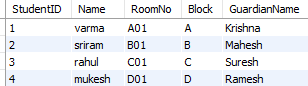 StudentID Name RoomNo Block GuardianName
1 varma A01 A Krishna
2 sriram B01 B Mahesh
3 rahul C01 C Suresh
4 mukesh D01 D Ramesh